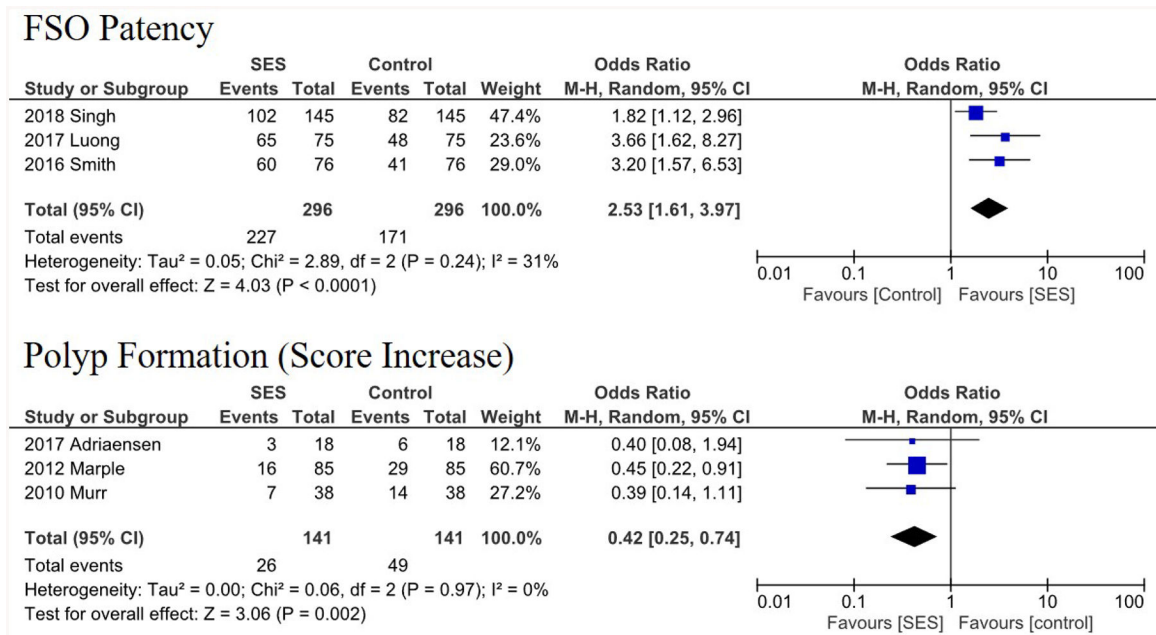 FSO Patency
SES Control Odds Ratio Odds Ratio
Study or Subgroup Events Total Events Total Weight M-H, Random, 95% CI M-H, Random, 95% CI
2018 Singh 102 145 82 145 47.4% 1.82 [1.12, 2.96]
2017 Luong 65 75 48 75 23.6% 3.66 [1.62, 8.27]
2016 Smith 60 76 41 76 29.0% 3.20 [1.57, 6.53]
Total (95% CI) 296 296 100.0% 2.53 [1.61, 3.97]
Total events 227 171
Heterogeneity: Tau² = 0.05; Chi² = 2.89, df = 2 (P = 0.24); I² = 31%
Test for overall effect: Z = 4.03 (P < 0.0001)
0.01 0.1 1 10 100
Favours [Control] Favours [SES]
Polyp Formation (Score Increase)
SES Control Odds Ratio Odds Ratio
Study or Subgroup Events Total Events Total Weight M-H, Random, 95% CI M-H, Random, 95% CI
2017 Adriaensen 3 18 6 18 12.1% 0.40 [0.08, 1.94]
2012 Marple 16 85 29 85 60.7% 0.45 [0.22, 0.91]
2010 Murr 7 38 14 38 27.2% 0.39 [0.14, 1.11]
Total (95% CI) 141 141 100.0% 0.42 [0.25, 0.74]
Total events 26 49
Heterogeneity: Tau² = 0.00; Chi² = 0.06, df = 2 (P = 0.97); I² = 0%
Test for overall effect: Z = 3.06 (P = 0.002)
0.01 0.1 1 10 100
Favours [SES] Favours [control]